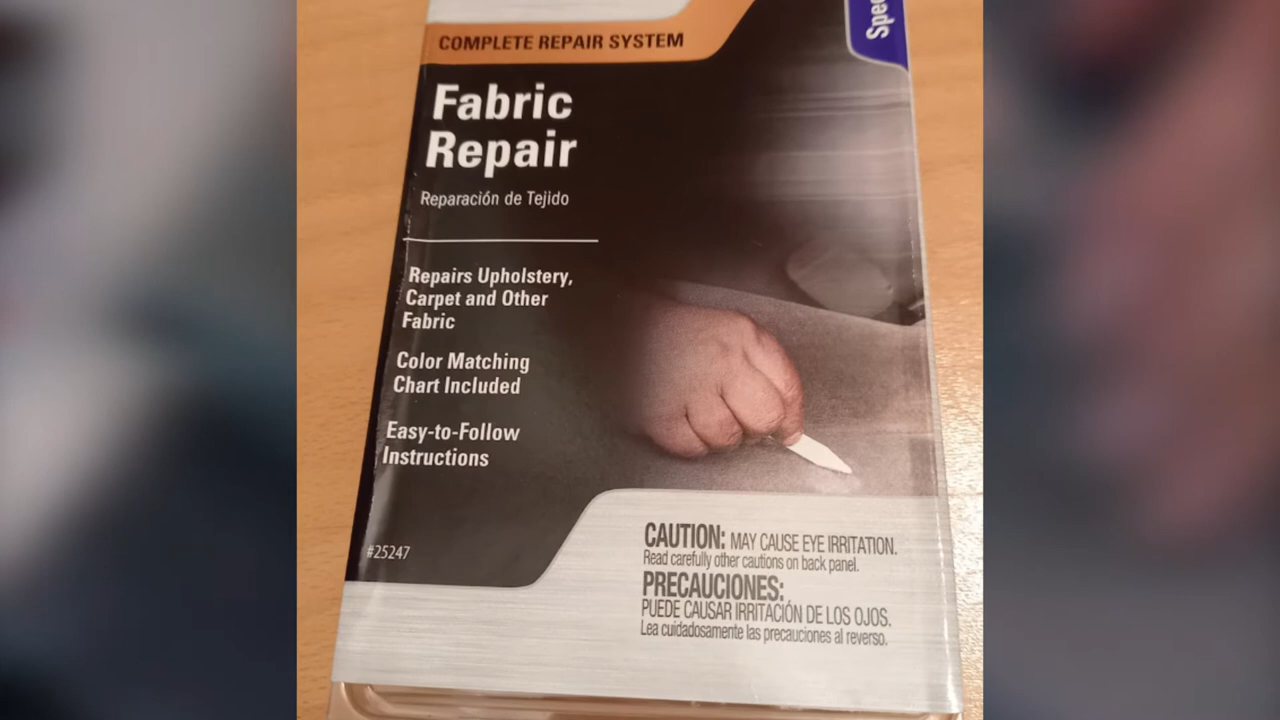 COMPLETE REPAIR SYSTEM
Fabric
Repair
Reparación de Tejido
Repairs Upholstery,
Carpet and Other
Fabric
Color Matching
Chart Included
Easy-to-Follow
Instructions
#25247
CAUTION: MAY CAUSE EYE IRRITATION.
Read carefully other cautions on back panel.
PRECAUCIONES:
PUEDE CAUSAR IRRITACIÓN DE LOS OJOS.
Lea cuidadosamente las precauciones al reverso.